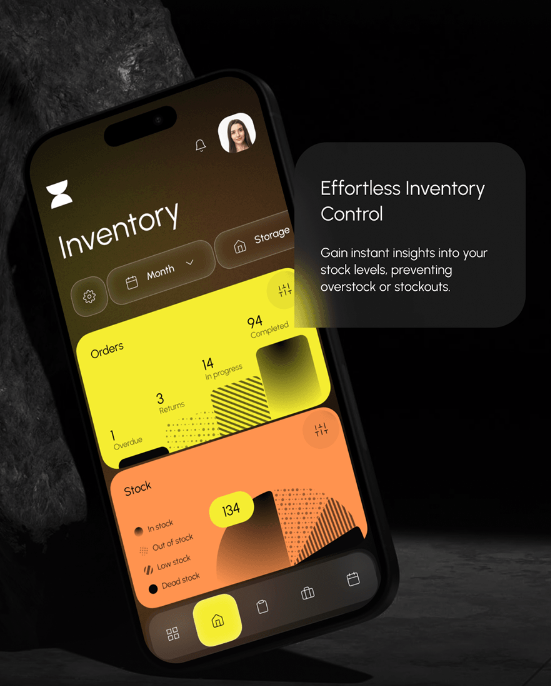 Inventory
Month
Storage
Effortless Inventory
Control
Gain instant insights into your
stock levels, preventing
overstock or stockouts.
Orders
94
Completed
14
In progress
3
Returns
1
Overdue
Stock
134
In stock
Out of stock
Low stock
Dead stock